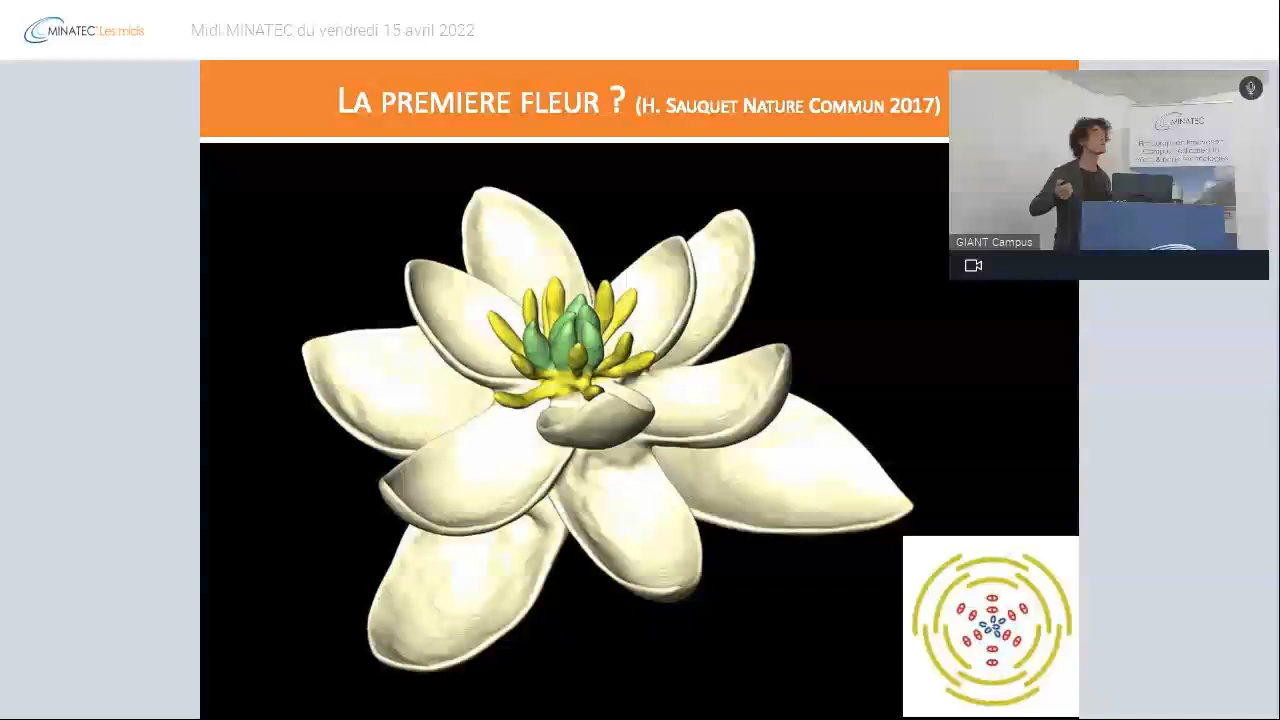 MINATEC Les midis
Midi MINATEC du vendredi 15 avril 2022
LA PREMIERE FLEUR ? (H. SAUQUET NATURE COMMUN 2017)
MINATEC
GIANT Campus